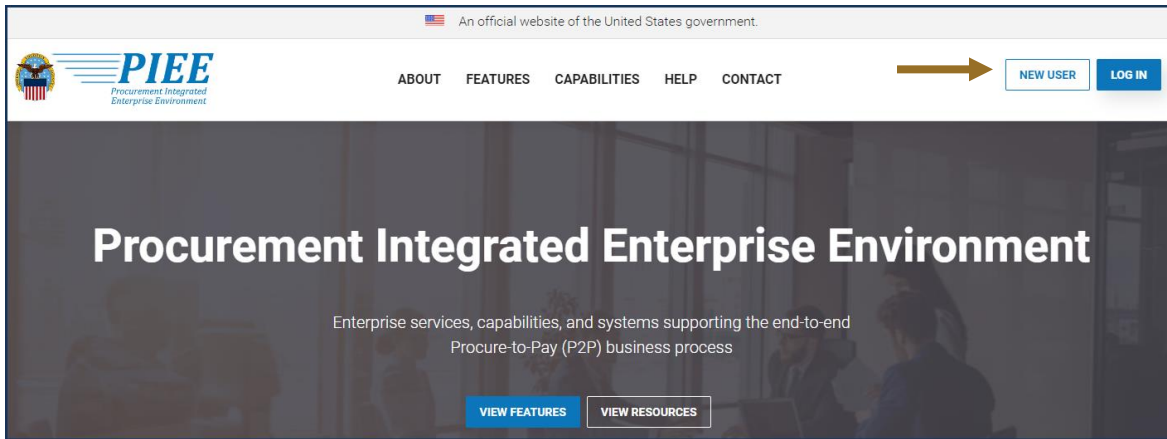 An official website of the United States government.
PIEE
Procurement Integrated
Enterprise Environment
ABOUT FEATURES CAPABILITIES HELP CONTACT
NEW USER LOG IN
Procurement Integrated Enterprise Environment
Enterprise services, capabilities, and systems supporting the end-to-end
Procure-to-Pay (P2P) business process
VIEW FEATURES VIEW RESOURCES